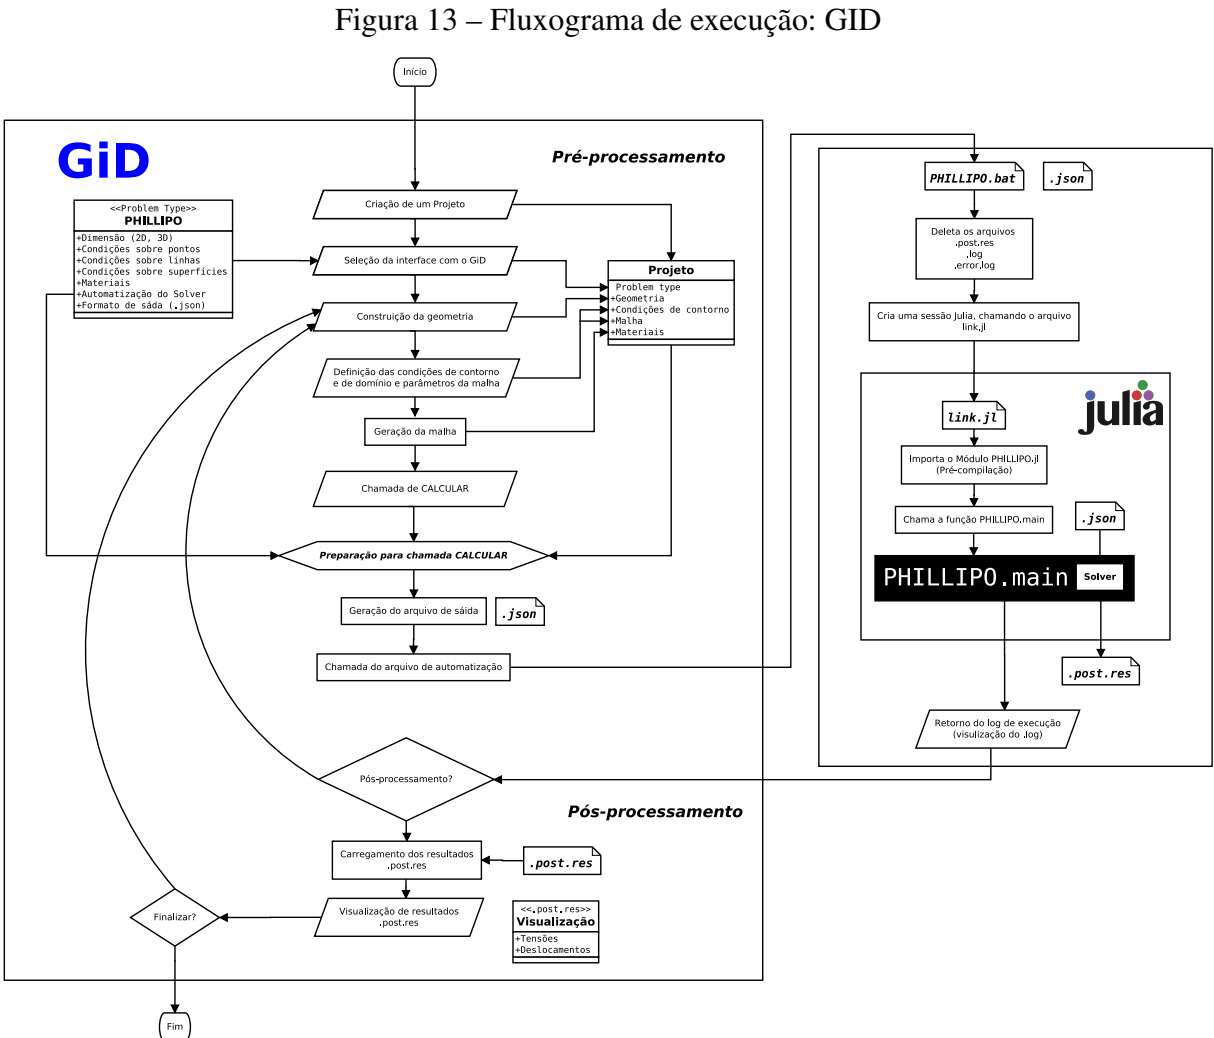 Figura 13 – Fluxograma de execução: GID
Início
GiD
Pré-processamento
<<Problem Type>>
PHILLIPO
+Dimensão (2D, 3D)
+Condições sobre pontos
+Condições sobre linhas
+Condições sobre superfícies
+Materiais
+Automatização do Solver
+Formato de sáda (.json)
Criação de um Projeto
Seleção da interface com o GiD
Construição da geometria
Definição das condições de contorno
e de domínio e parâmetros da malha
Geração da malha
Chamada de CALCULAR
Preparação para chamada CALCULAR
Geração do arquivo de sáida
.json
Chamada do arquivo de automatização
Projeto
Problem type
+Geometria
+Condições de contorno
+Malha
+Materiais
PHILLIPO.bat
.json
Deleta os arquivos
.post.res
.log
.error.log
Cria uma sessão Julia, chamando o arquivo
link.jl
julia
link.jl
Importa o Módulo PHILLIPO.jl
(Pré-compilação)
Chama a função PHILLIPO.main
.json
PHILLIPO.main
Solver
.post.res
Retorno do log de execução
(visulização do .log)
Pós-processamento?
Pós-processamento
Carregamento dos resultados
.post.res
.post.res
Visualização de resultados
.post.res
<<.post.res>>
Visualização
+Tensões
+Deslocamentos
Finalizar?
Fim